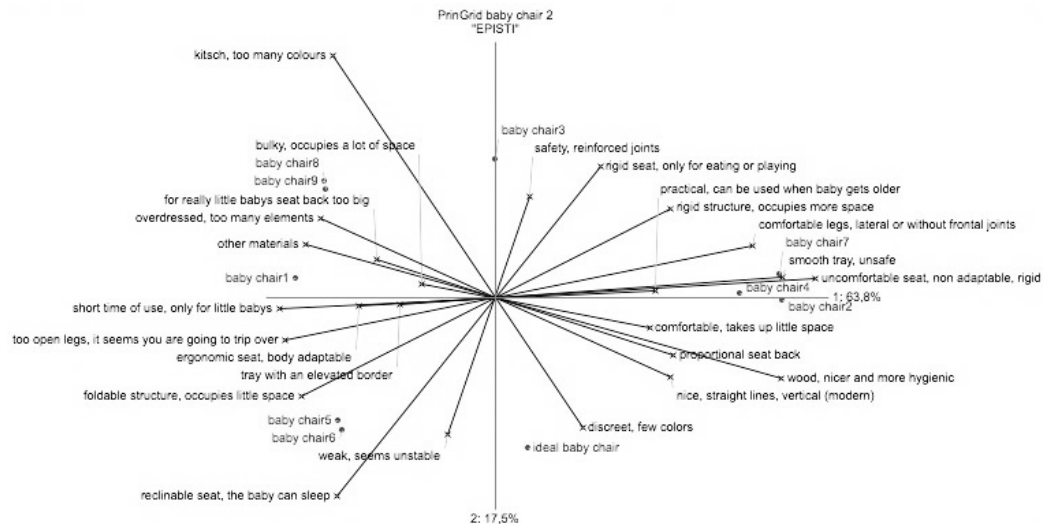 PrinGrid baby chair 2
"EPISTI"
kitsch, too many colours
baby chair3
bulky, occupies a lot of space
safety, reinforced joints
baby chair8
rigid seat, only for eating or playing
baby chair9
practical, can be used when baby gets older
for really little babys seat back too big
rigid structure, occupies more space
overdressed, too many elements
comfortable legs, lateral or without frontal joints
other materials
baby chair7
smooth tray, unsafe
baby chair1
uncomfortable seat, non adaptable, rigid
baby chair4
1: 63,8%
short time of use, only for little babys
baby chair2
comfortable, takes up little space
too open legs, it seems you are going to trip over
ergonomic seat, body adaptable
proportional seat back
tray with an elevated border
wood, nicer and more hygienic
foldable structure, occupies little space
nice, straight lines, vertical (modern)
baby chair5
discreet, few colors
baby chair6
ideal baby chair
weak, seems unstable
reclinable seat, the baby can sleep
2: 17,5%